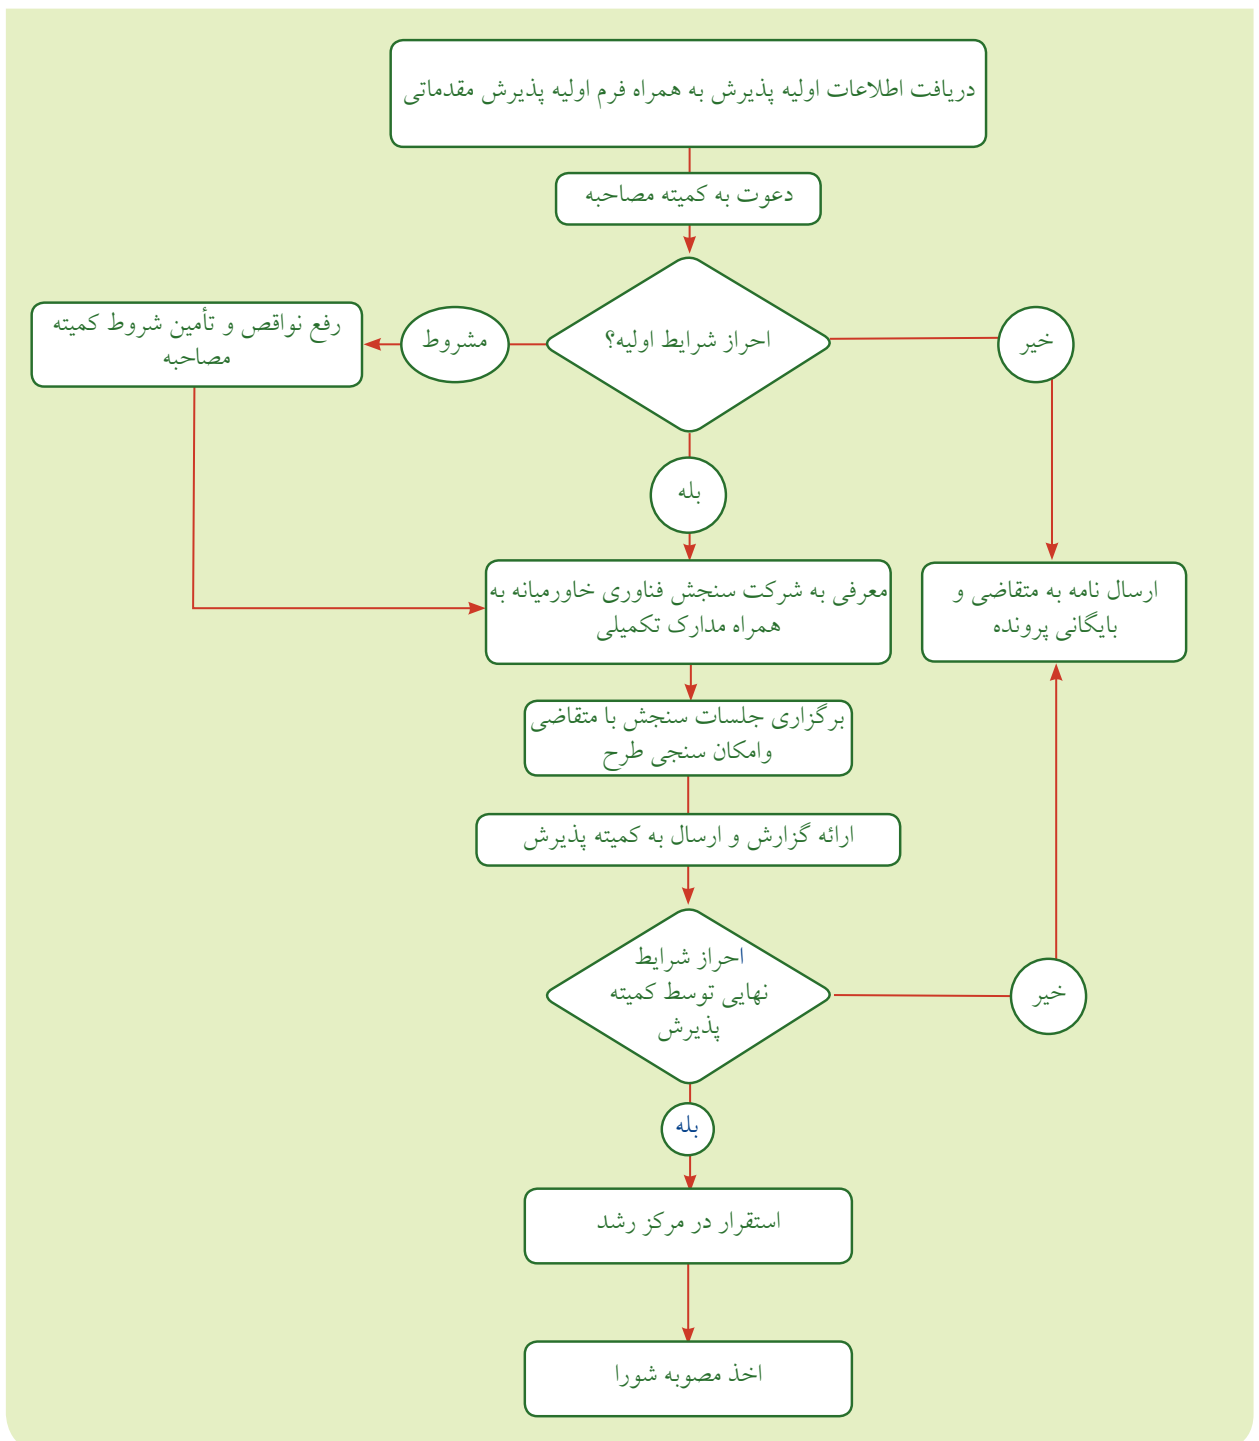 دریافت اطلاعات اولیه پذیرش به همراه فرم اولیه پذیرش مقدماتی
دعوت به کمیته مصاحبه
احراز شرایط اولیه؟
خیر
مشروط
رفع نواقص و تأمین شروط کمیته
مصاحبه
بله
معرفی به شرکت سنجش فناوری خاورمیانه به
همراه مدارک تکمیلی
ارسال نامه به متقاضی و
بایگانی پرونده
برگزاری جلسات سنجش با متقاضی
وامکان سنجی طرح
ارائه گزارش و ارسال به کمیته پذیرش
احراز شرایط
نهایی توسط کمیته
پذیرش
خیر
بله
استقرار در مرکز رشد
اخذ مصوبه شورا